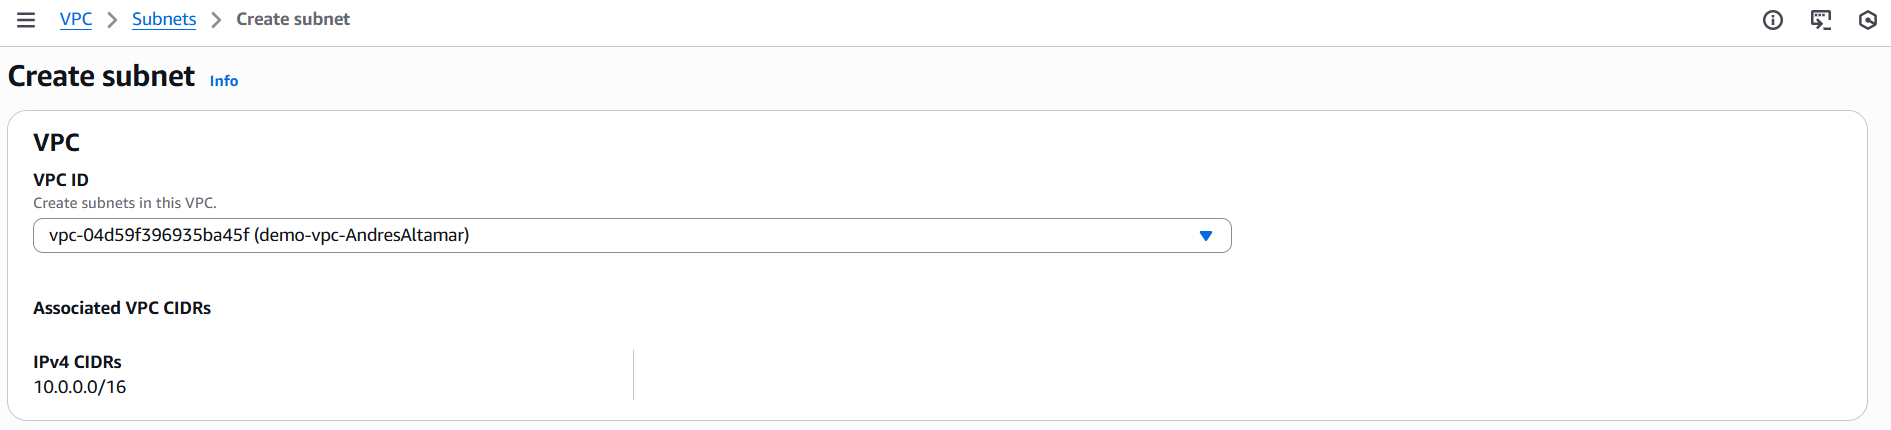 VPC Subnets Create subnet
Create subnet Info
VPC
VPC ID
Create subnets in this VPC.
vpc-04d59f396935ba45f (demo-vpc-AndresAltamar)
Associated VPC CIDRs
IPv4 CIDRs
10.0.0.0/16